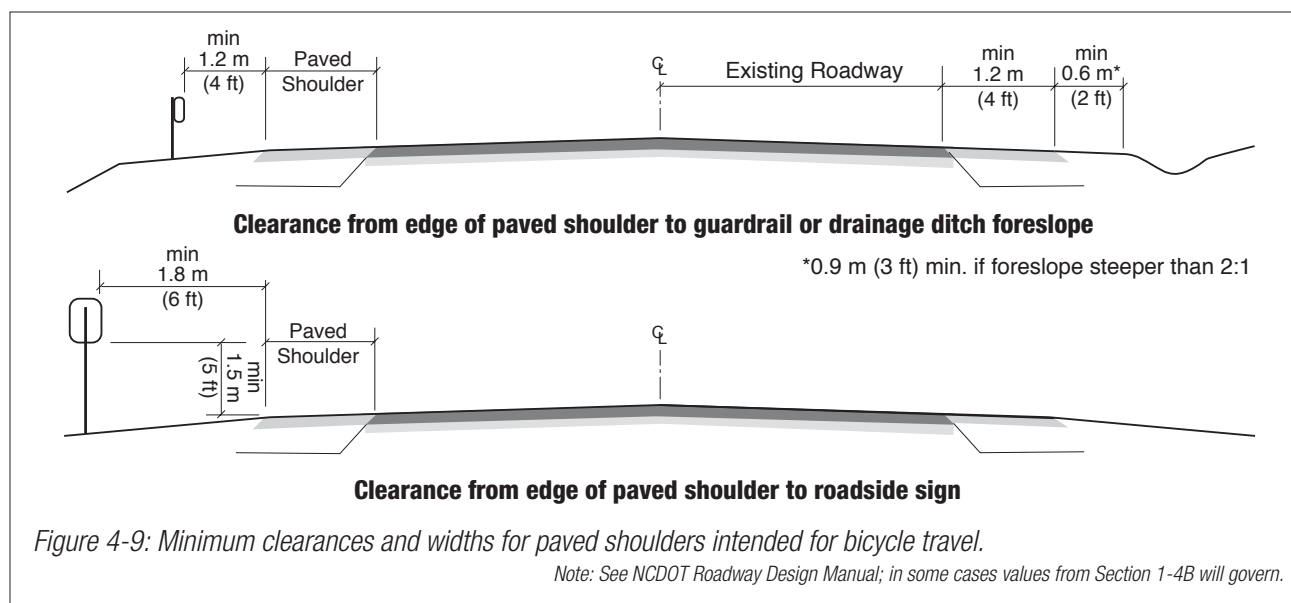 min
1.2 m
(4 ft)
Paved
Shoulder
℄
Existing Roadway
min
1.2 m
(4 ft)
min
0.6 m*
(2 ft)
Clearance from edge of paved shoulder to guardrail or drainage ditch foreslope
*0.9 m (3 ft) min. if foreslope steeper than 2:1
min
1.8 m
(6 ft)
min
1.5 m
(5 ft)
Paved
Shoulder
℄
Clearance from edge of paved shoulder to roadside sign
Figure 4-9: Minimum clearances and widths for paved shoulders intended for bicycle travel.
Note: See NCDOT Roadway Design Manual; in some cases values from Section 1-4B will govern.